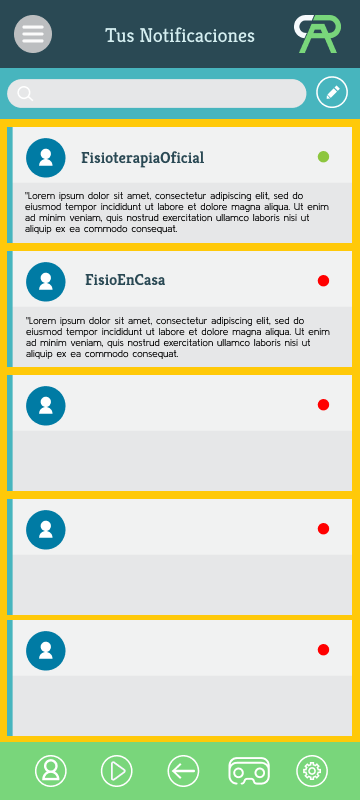 Tus Notificaciones
FisioterapiaOficial
"Lorem ipsum dolor sit amet, consectetur adipiscing elit, sed do
eiusmod tempor incididunt ut labore et dolore magna aliqua. Ut enim
ad minim veniam, quis nostrud exercitation ullamco laboris nisi ut
aliquip ex ea commodo consequat.
FisioEnCasa
"Lorem ipsum dolor sit amet, consectetur adipiscing elit, sed do
eiusmod tempor incididunt ut labore et dolore magna aliqua. Ut enim
ad minim veniam, quis nostrud exercitation ullamco laboris nisi ut
aliquip ex ea commodo consequat.